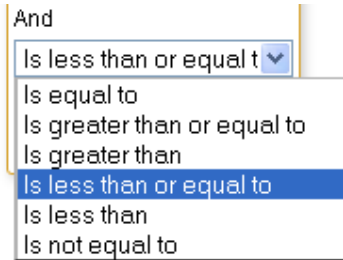 And
Is less than or equal t
Is equal to
Is greater than or equal to
Is greater than
Is less than or equal to
Is less than
Is not equal to